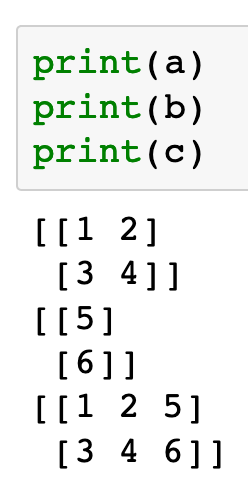 print(a)
print(b)
print(c)
[[1 2]
 [3 4]]
[[5]
 [6]]
[[1 2 5]
 [3 4 6]]